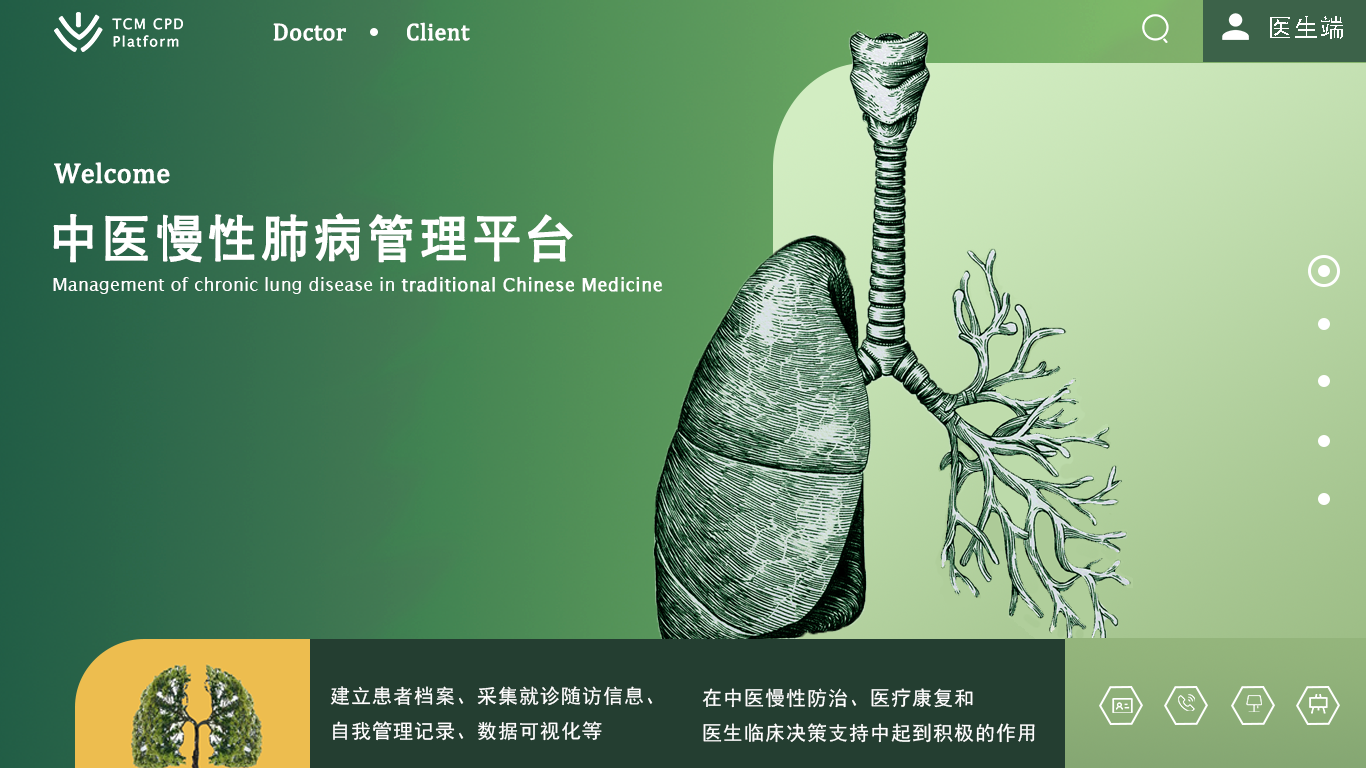 TCM CPD
Platform
Doctor • Client
医生端
Welcome
中医慢性肺病管理平台
Management of chronic lung disease in traditional Chinese Medicine
建立患者档案、采集就诊随访信息、
自我管理记录、数据可视化等
在中医慢性防治、医疗康复和
医生临床决策支持中起到积极的作用